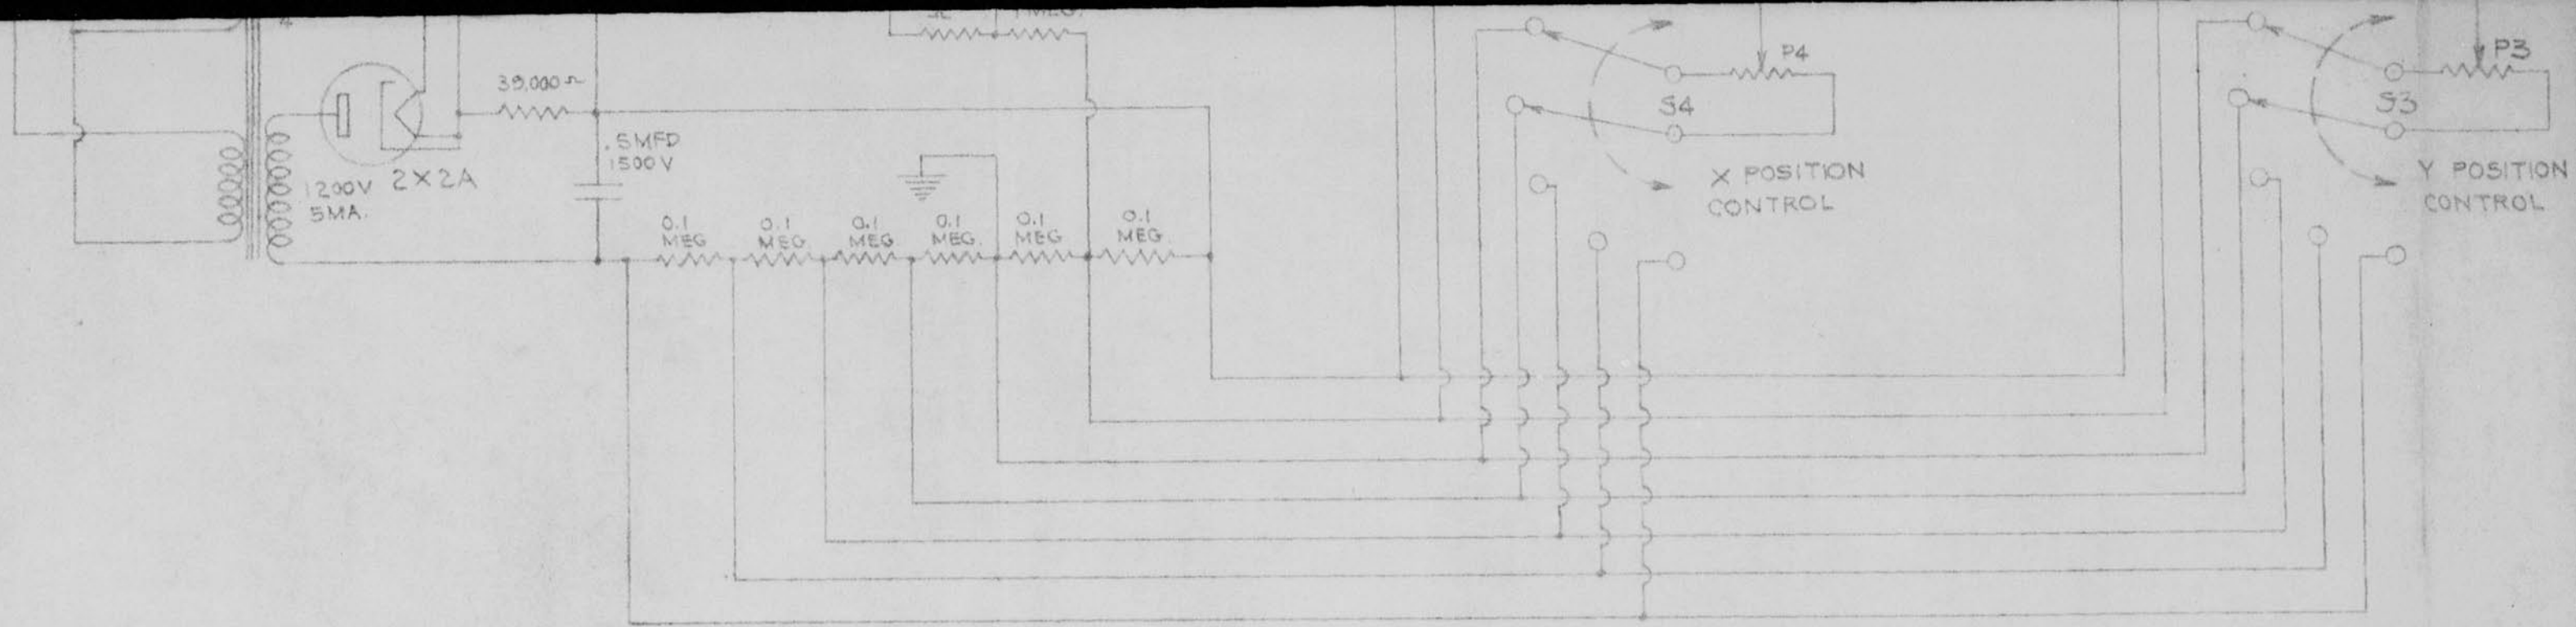 P4
P3
39,000 Ω
S4
S3
.5MFD
1500V
1200V
5MA.
2X2A
X POSITION
CONTROL
Y POSITION
CONTROL
0.1
MEG
0.1
MEG
0.1
MEG
0.1
MEG.
0.1
MEG
0.1
MEG.